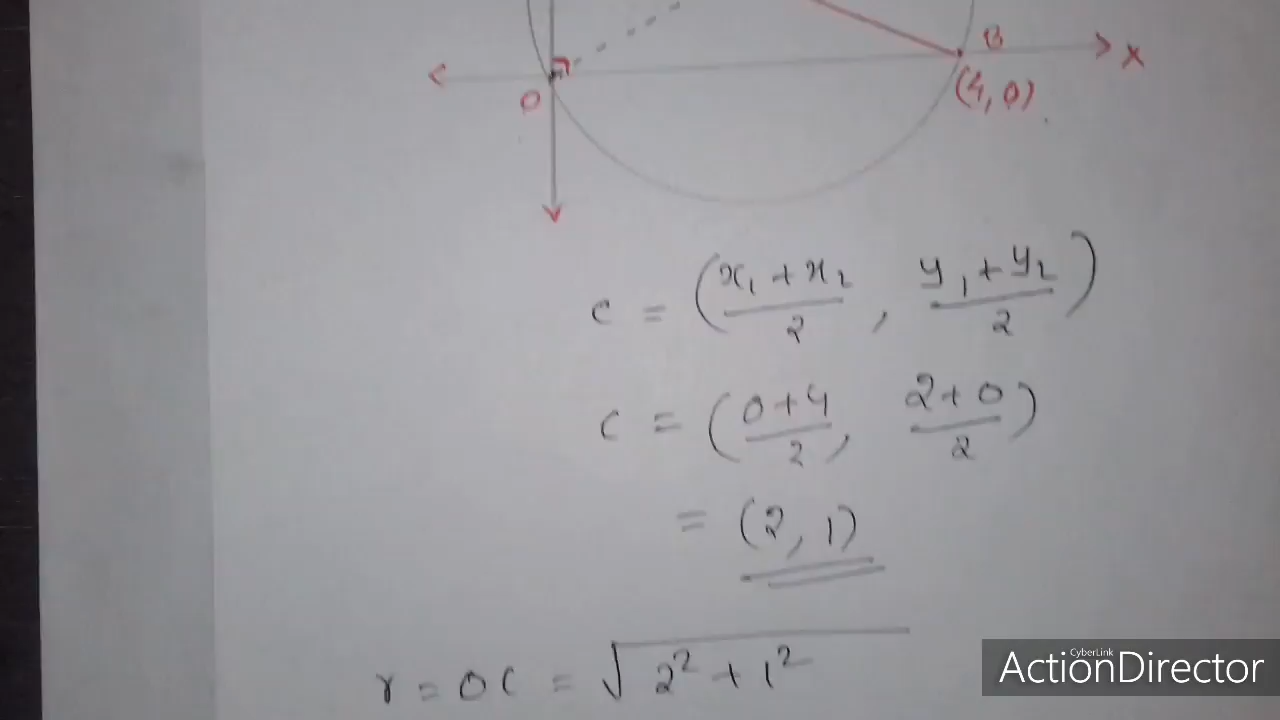 B
X
O
(4, 0)
C = (x₁ + x₂ / 2 , y₁ + y₂ / 2)
C = (0 + 4 / 2 , 2 + 0 / 2)
= (2, 1)
r = OC = √2² + 1²
CyberLink
ActionDirector